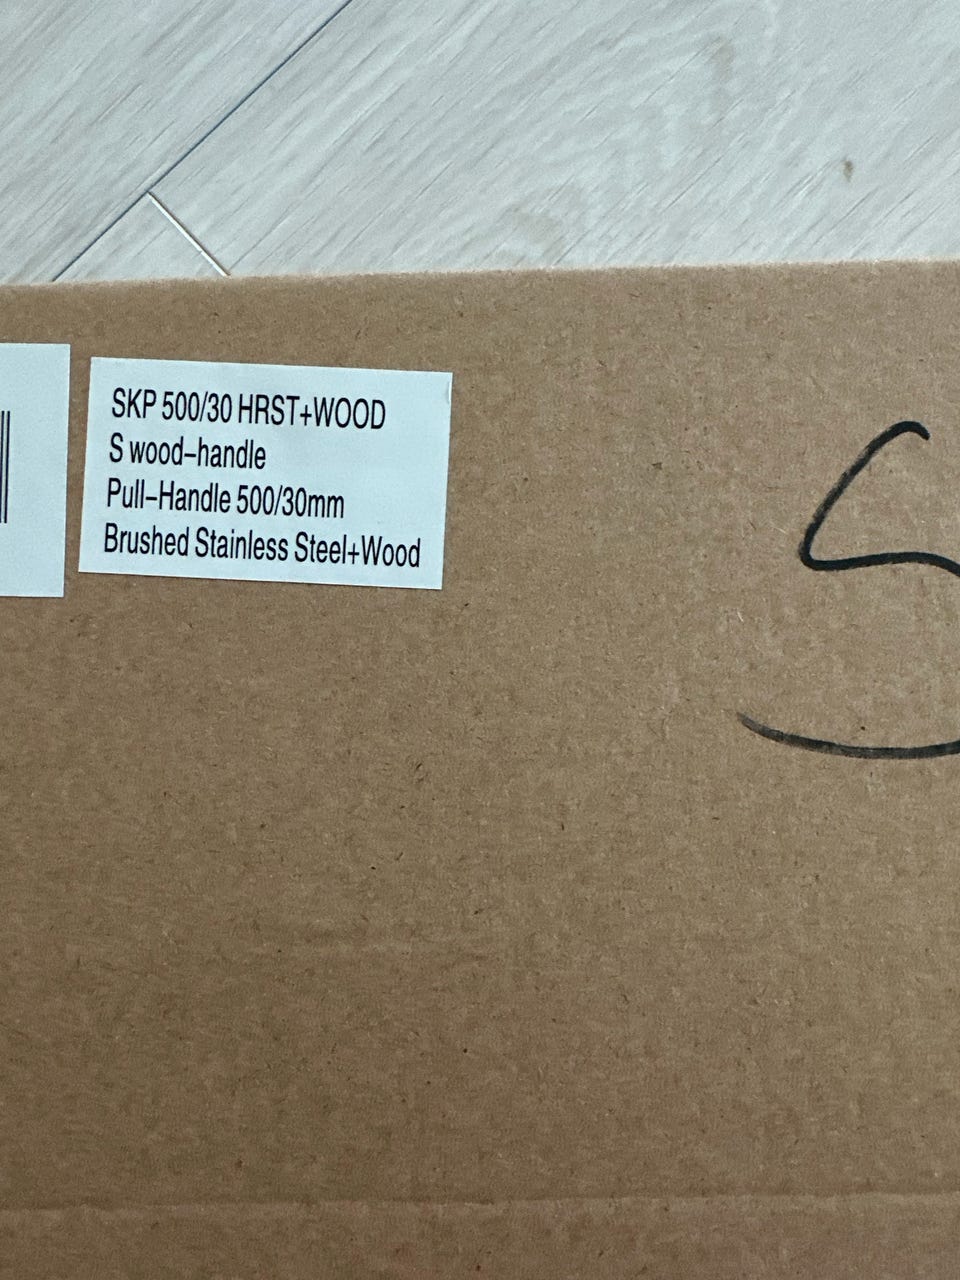 SKP 500/30 HRST+WOOD
S wood-handle
Pull-Handle 500/30mm
Brushed Stainless Steel+Wood